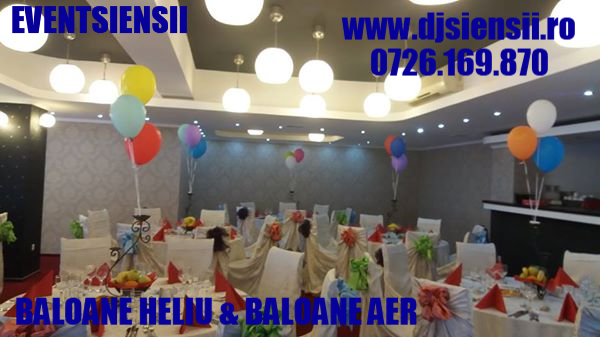 EVENTSIENSII
www.djsiensii.ro
0726.169.870
BALOANE HELIU & BALOANE AER